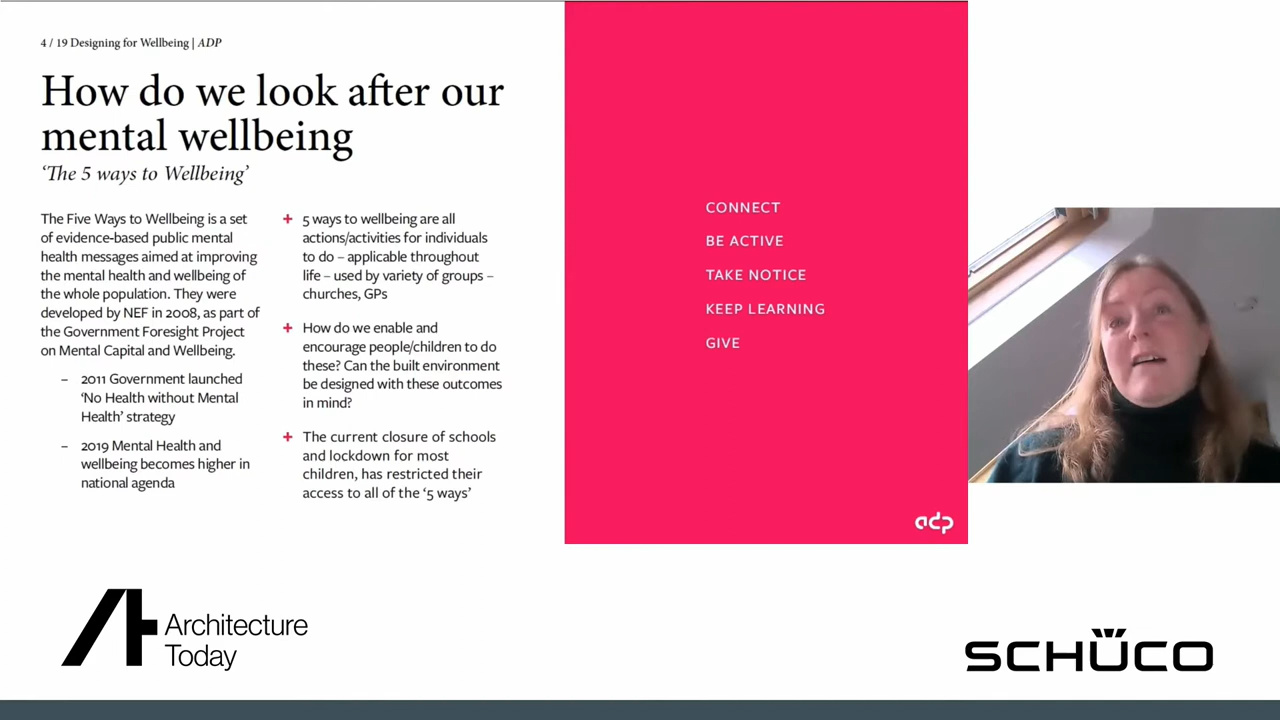 4 / 19 Designing for Wellbeing | ADP
How do we look after our
mental wellbeing
‘The 5 ways to Wellbeing’
The Five Ways to Wellbeing is a set
of evidence-based public mental
health messages aimed at improving
the mental health and wellbeing of
the whole population. They were
developed by NEF in 2008, as part of
the Government Foresight Project
on Mental Capital and Wellbeing.
– 2011 Government launched
‘No Health without Mental
Health’ strategy
– 2019 Mental Health and
wellbeing becomes higher in
national agenda
+ 5 ways to wellbeing are all
actions/activities for individuals
to do – applicable throughout
life – used by variety of groups –
churches, GPs
+ How do we enable and
encourage people/children to do
these? Can the built environment
be designed with these outcomes
in mind?
+ The current closure of schools
and lockdown for most
children, has restricted their
access to all of the ‘5 ways’
CONNECT
BE ACTIVE
TAKE NOTICE
KEEP LEARNING
GIVE
adp
Architecture
Today
SCHÜCO